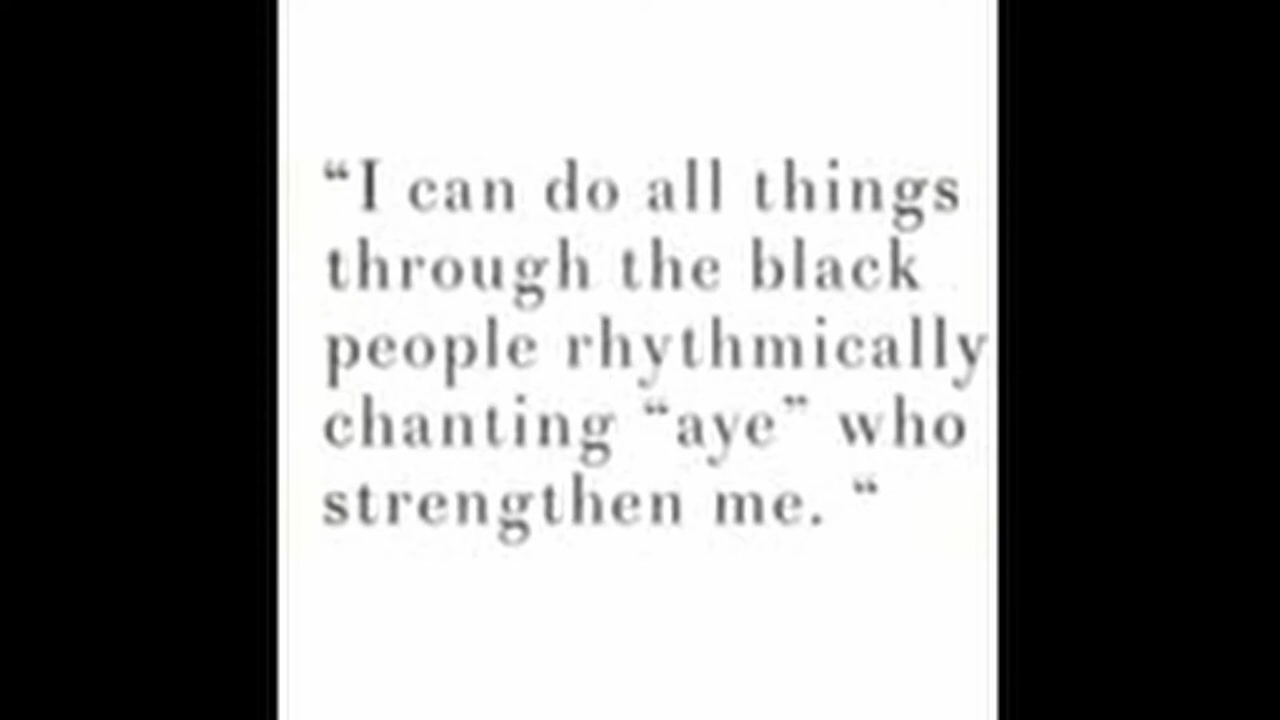 “I can do all things
through the black
people rhythmically
chanting “aye” who
strengthen me. “